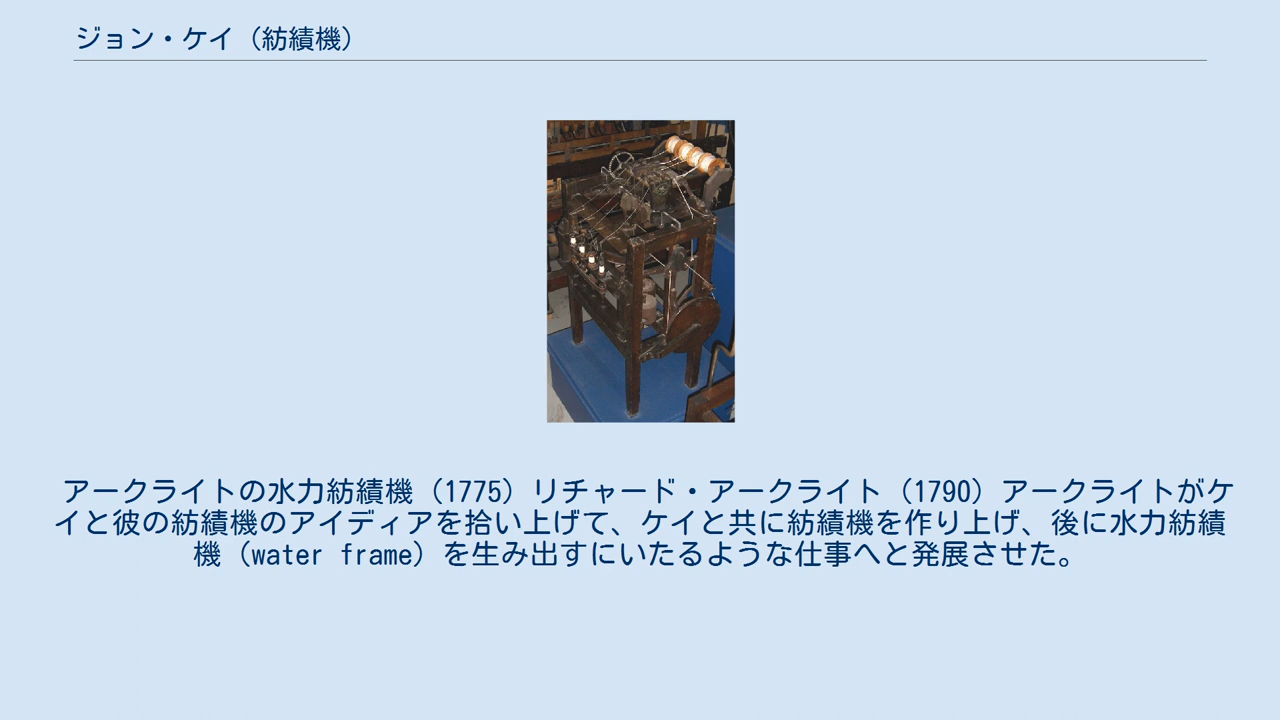 ジョン・ケイ（紡績機）
アークライトの水力紡績機（1775）リチャード・アークライト（1790）アークライトがケ
イと彼の紡績機のアイディアを拾い上げて、ケイと共に紡績機を作り上げ、後に水力紡績
機（water frame）を生み出すにいたるような仕事へと発展させた。